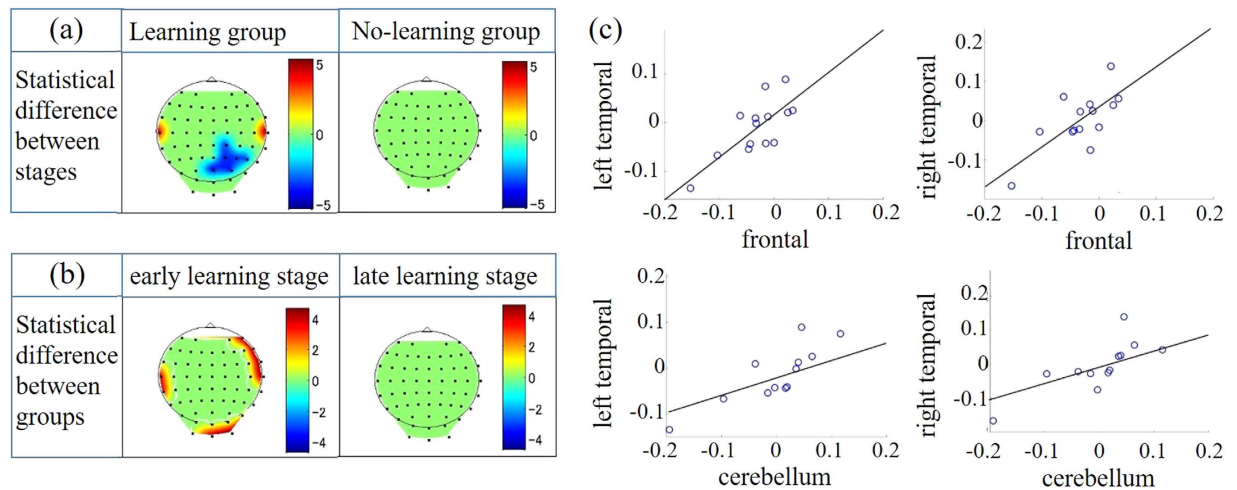 (a)
Learning group
No-learning group
Statistical
difference
between
stages
5
0
−5
5
0
−5
(b)
early learning stage
late learning stage
Statistical
difference
between
groups
4
2
0
−2
−4
4
2
0
−2
−4
(c)
left temporal
0.1
0
-0.1
-0.2
-0.1
0
0.1
0.2
frontal
right temporal
0.2
0.1
0
-0.1
-0.2
-0.1
0
0.1
0.2
frontal
left temporal
0.2
0.1
0
-0.1
-0.2
-0.1
0
0.1
0.2
cerebellum
right temporal
0.2
0.1
0
-0.1
-0.2
-0.1
0
0.1
0.2
cerebellum